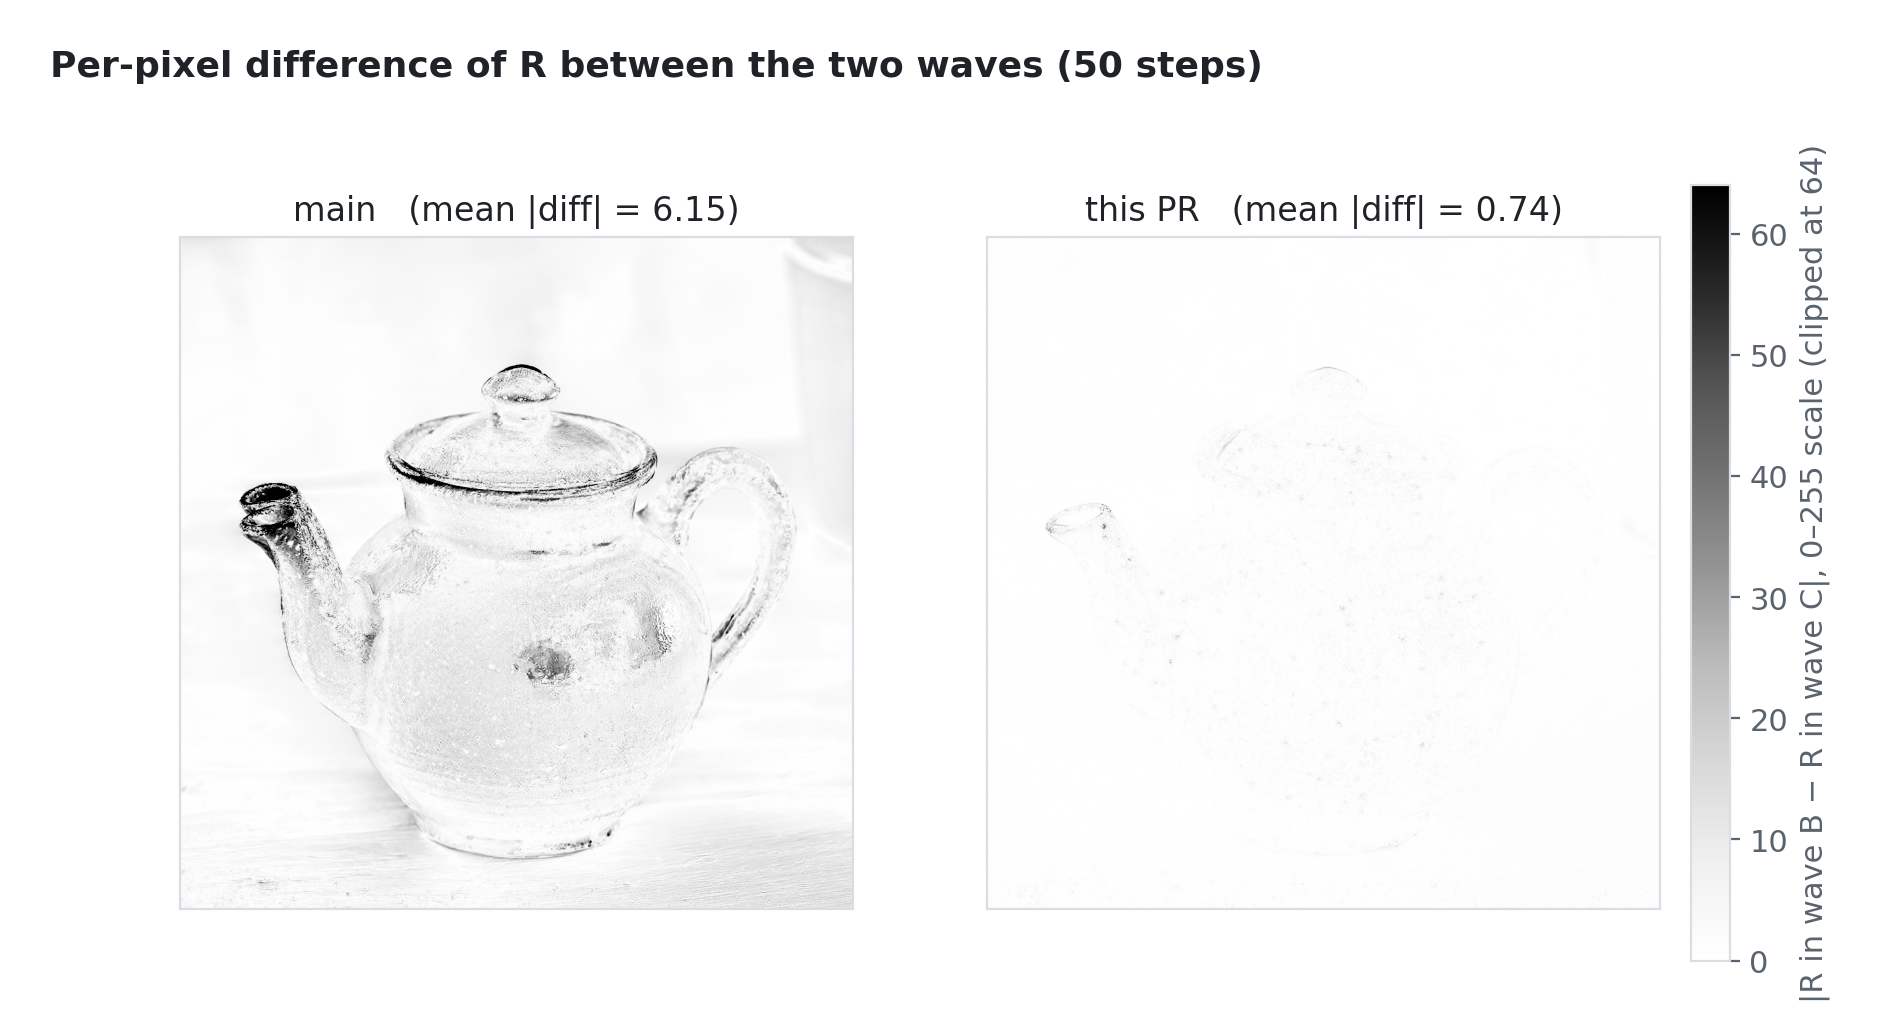 Per-pixel difference of R between the two waves (50 steps)
main (mean |diff| = 6.15)
this PR (mean |diff| = 0.74)
60
50
40
30
20
10
0
|R in wave B − R in wave C|, 0–255 scale (clipped at 64)